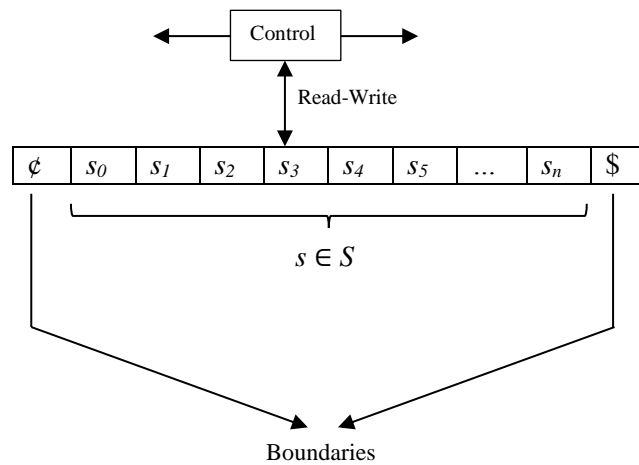 Control
Read-Write
¢ s0 s1 s2 s3 s4 s5 ... sn $
s ∈ S
Boundaries